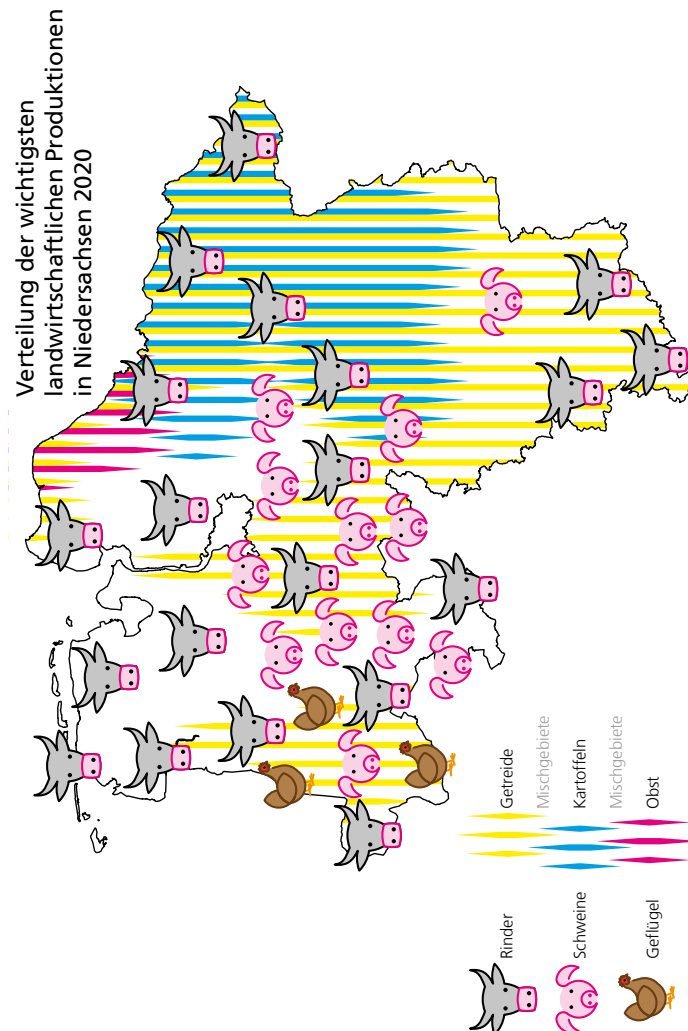 Verteilung der wichtigsten
landwirtschaftlichen Produktionen
in Niedersachsen 2020
Rinder
Schweine
Geflügel
Getreide
Mischgebiete
Kartoffeln
Mischgebiete
Obst